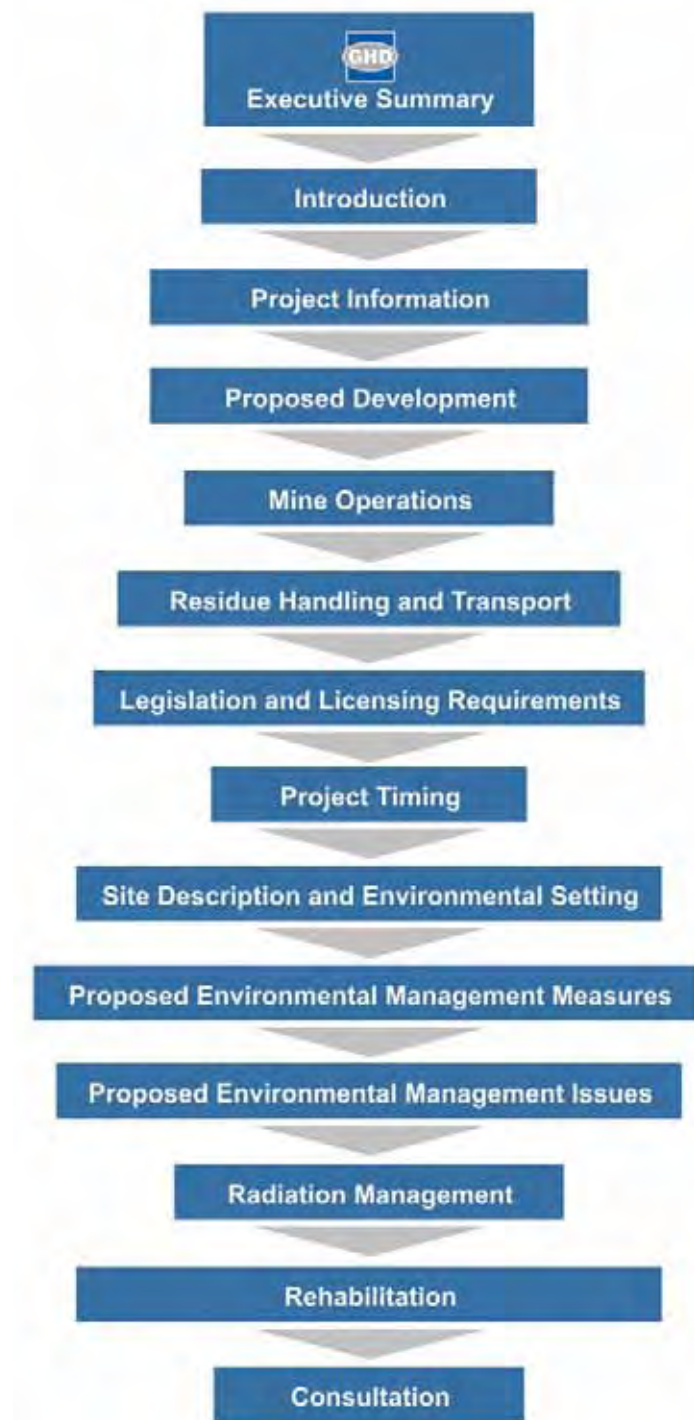 GHD
Executive Summary
Introduction
Project Information
Proposed Development
Mine Operations
Residue Handling and Transport
Legislation and Licensing Requirements
Project Timing
Site Description and Environmental Setting
Proposed Environmental Management Measures
Proposed Environmental Management Issues
Radiation Management
Rehabilitation
Consultation